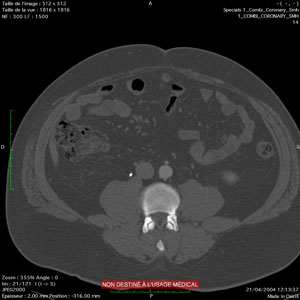 Taille de l'image : 512 x 512
Taille de la vue : 1816 x 1816
NF : 300 LF : 1500
A
- ( - , - )
Specials 1_Combi_Coronary_Smh
1_COMBI_CORONARY_SMH
14
D
G
Zoom : 355% Angle : 0
Im : 21/121 I (I -> S)
JPEG2000
Epaisseur : 2.00 mm Position : -316.00 mm
NON DESTINÉ À L'USAGE MÉDICAL
P
21/04/2004 12:13:37
Made In OsiriX